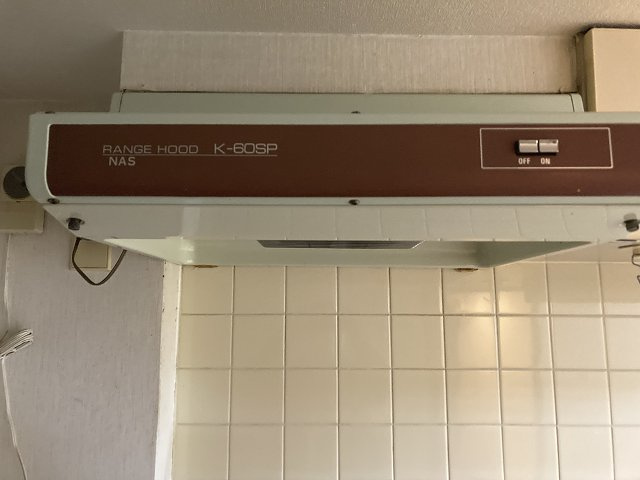 RANGE HOOD K-60SP
NAS
OFF ON